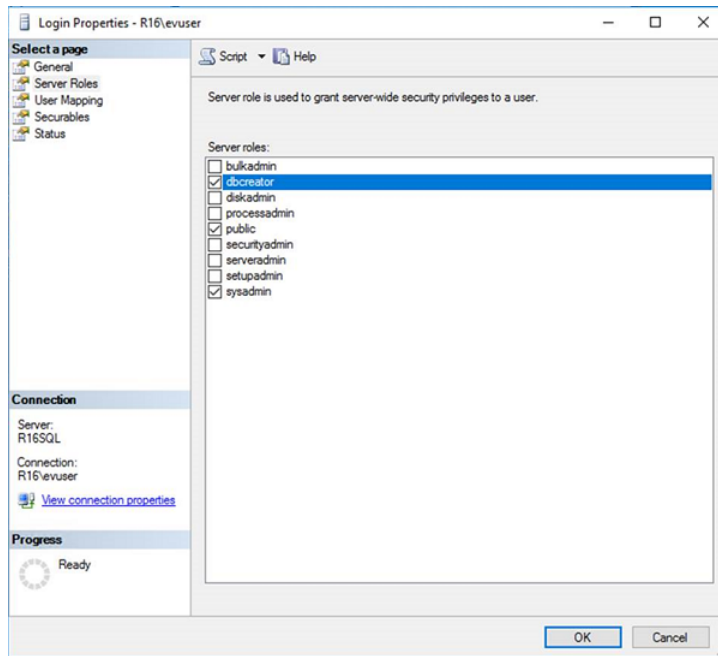 Login Properties - R16\evuser
Select a page
General
Server Roles
User Mapping
Securables
Status
Script
Help
Server role is used to grant server-wide security privileges to a user.
Server roles:
bulkadmin
dbcreator
diskadmin
processadmin
public
securityadmin
serveradmin
setupadmin
sysadmin
Connection
Server:
R16SQL
Connection:
R16\evuser
View connection properties
Progress
Ready
OK
Cancel